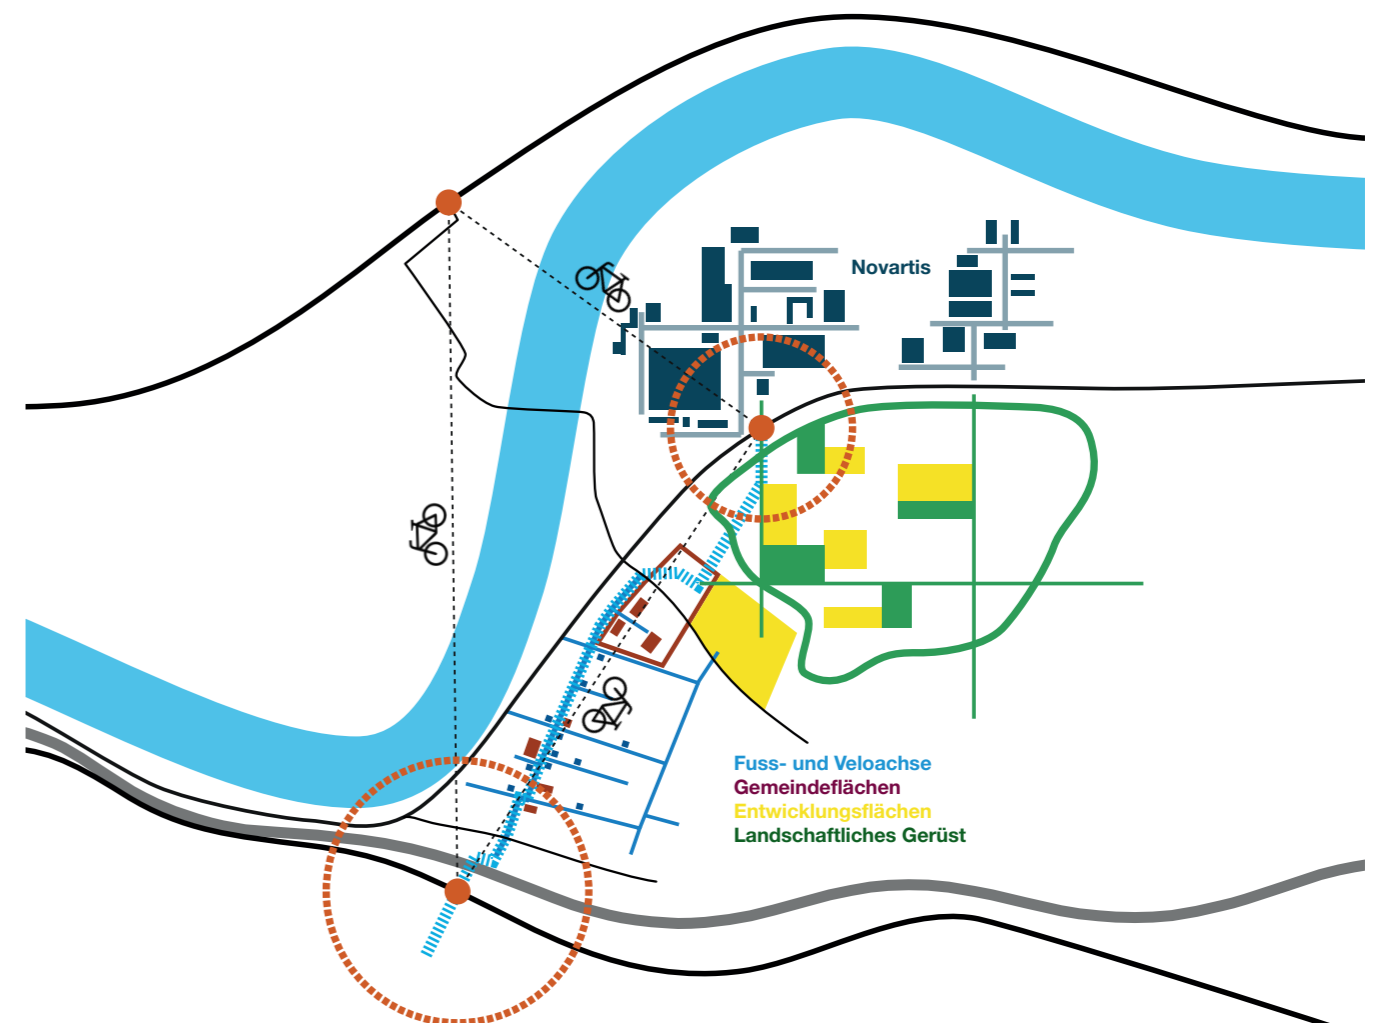 Novartis
Fuss- und Veloachse
Gemeindeflächen
Entwicklungsflächen
Landschaftliches Gerüst